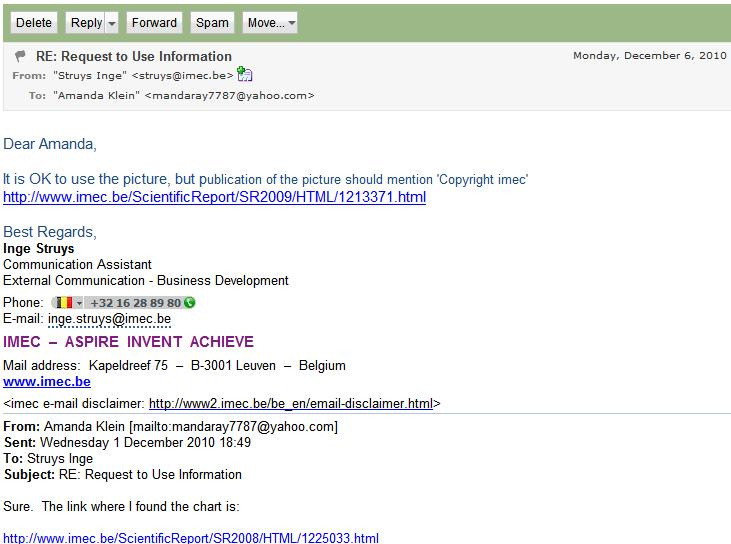 Delete Reply Forward Spam Move...
RE: Request to Use Information Monday, December 6, 2010
From: "Struys Inge" <struys@imec.be>
To: "Amanda Klein" <mandaray7787@yahoo.com>
Dear Amanda,
It is OK to use the picture, but publication of the picture should mention 'Copyright imec'
http://www.imec.be/ScientificReport/SR2009/HTML/1213371.html
Best Regards,
Inge Struys
Communication Assistant
External Communication - Business Development
Phone: +32 16 28 89 80
E-mail: inge.struys@imec.be
IMEC – ASPIRE INVENT ACHIEVE
Mail address: Kapeldreef 75 – B-3001 Leuven – Belgium
www.imec.be
<imec e-mail disclaimer: http://www2.imec.be/be_en/email-disclaimer.html>
From: Amanda Klein [mailto:mandaray7787@yahoo.com]
Sent: Wednesday 1 December 2010 18:49
To: Struys Inge
Subject: RE: Request to Use Information
Sure. The link where I found the chart is:
http://www.imec.be/ScientificReport/SR2008/HTML/1225033.html